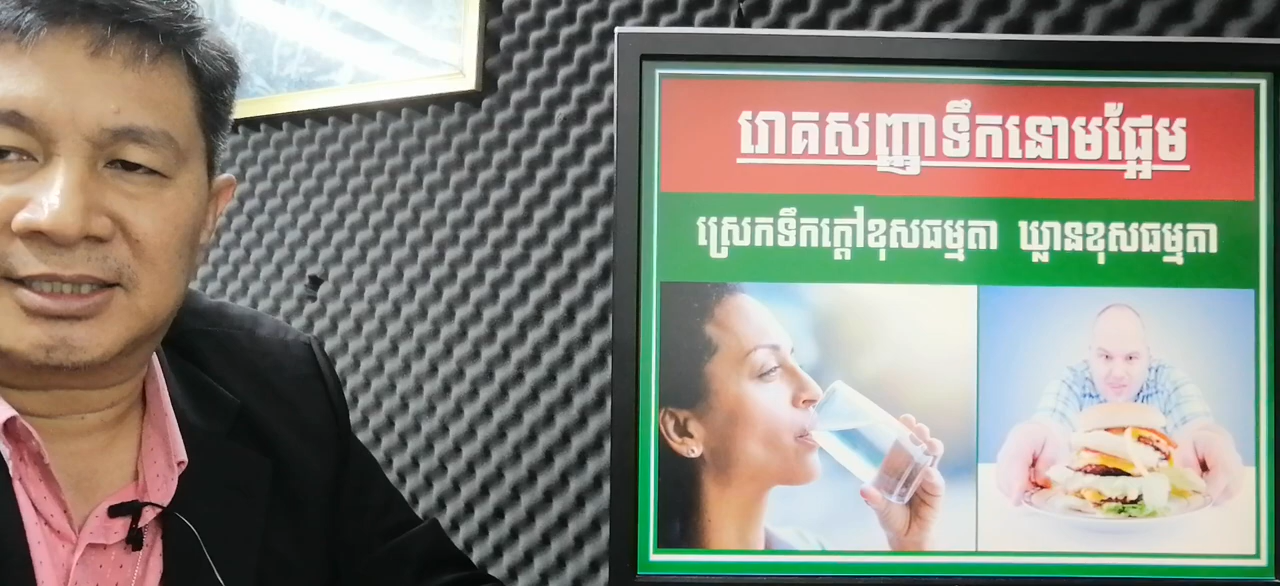 រោគសញ្ញាទឹកនោមផ្អែម
ស្រេកទឹកក្តៅខុសធម្មតា ឃ្លានខុសធម្មតា